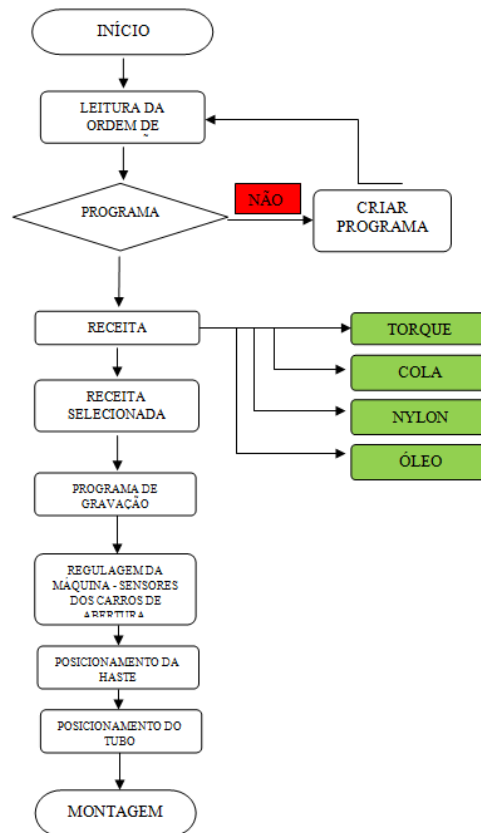 INÍCIO
LEITURA DA
ORDEM DE
PROGRAMA
NÃO
CRIAR
PROGRAMA
RECEITA
TORQUE
COLA
NYLON
ÓLEO
RECEITA
SELECIONADA
PROGRAMA DE
GRAVAÇÃO
REGULAGEM DA
MÁQUINA - SENSORES
DOS CARROS DE
ABERTURA
POSICIONAMENTO DA
HASTE
POSICIONAMENTO DO
TUBO
MONTAGEM